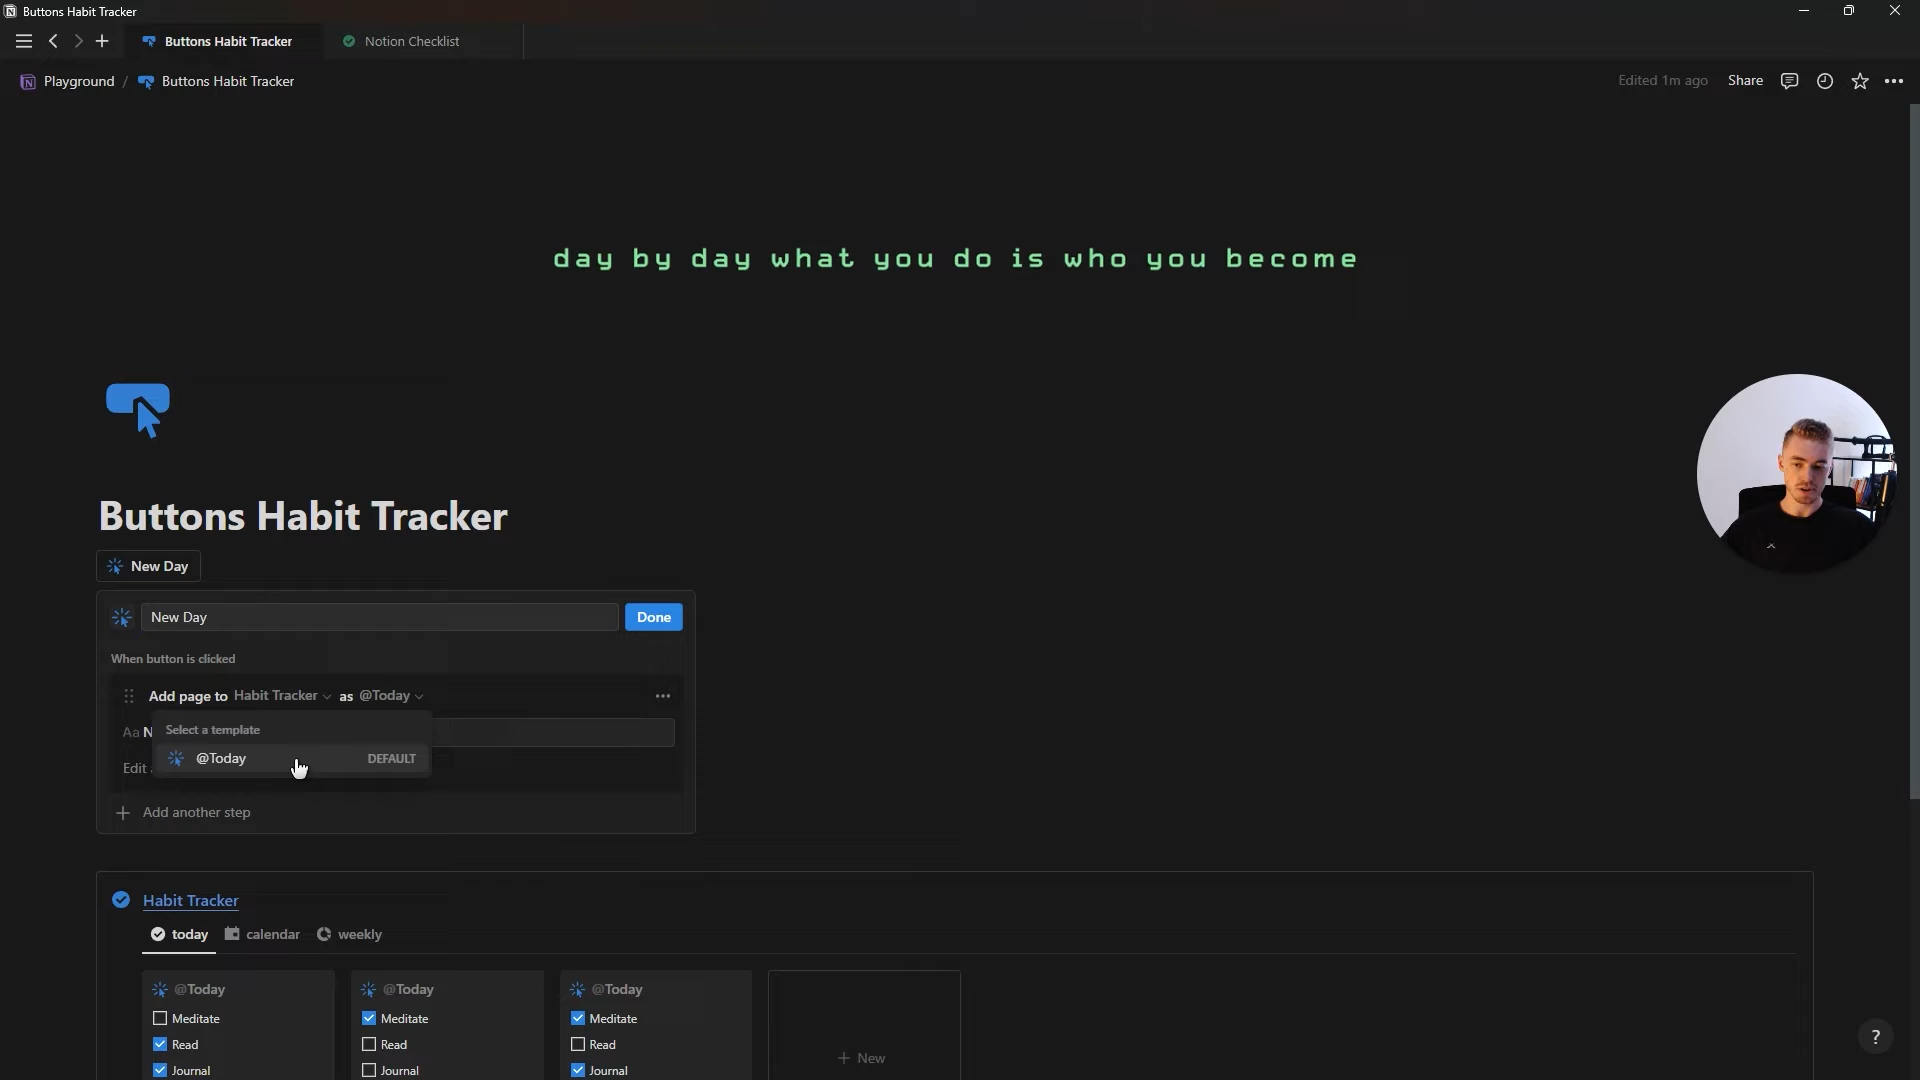 Buttons Habit Tracker
Buttons Habit Tracker
Notion Checklist
Playground / Buttons Habit Tracker
Edited 1m ago Share
day by day what you do is who you become
Buttons Habit Tracker
New Day
New Day
Done
When button is clicked
Add page to Habit Tracker as @Today
Aa N
Select a template
@Today DEFAULT
Edit
+ Add another step
Habit Tracker
today calendar weekly
@Today @Today @Today
Meditate Meditate Meditate
Read Read Read
+ New
Journal Journal Journal
?